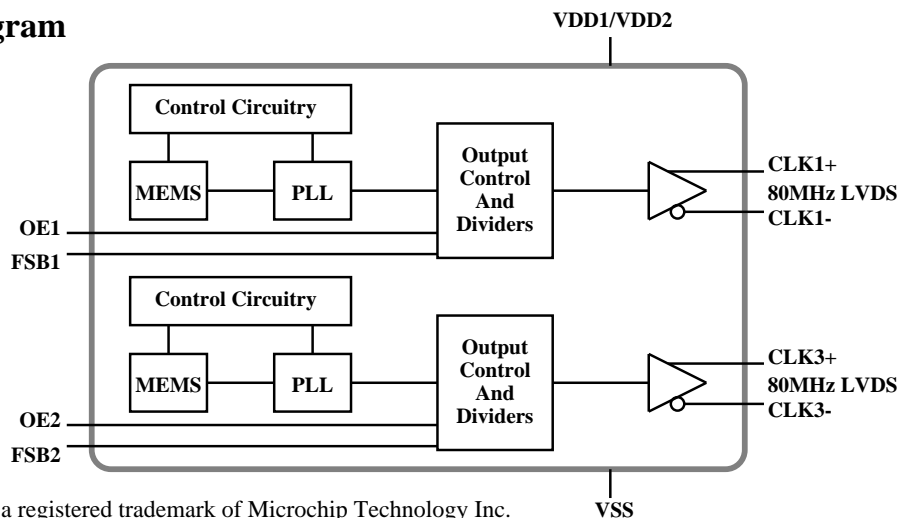 gram
VDD1/VDD2
Control Circuitry
MEMS
PLL
Output
Control
And
Dividers
CLK1+
80MHz LVDS
CLK1-
OE1
FSB1
Control Circuitry
MEMS
PLL
Output
Control
And
Dividers
CLK3+
80MHz LVDS
CLK3-
OE2
FSB2
VSS
a registered trademark of Microchip Technology Inc.